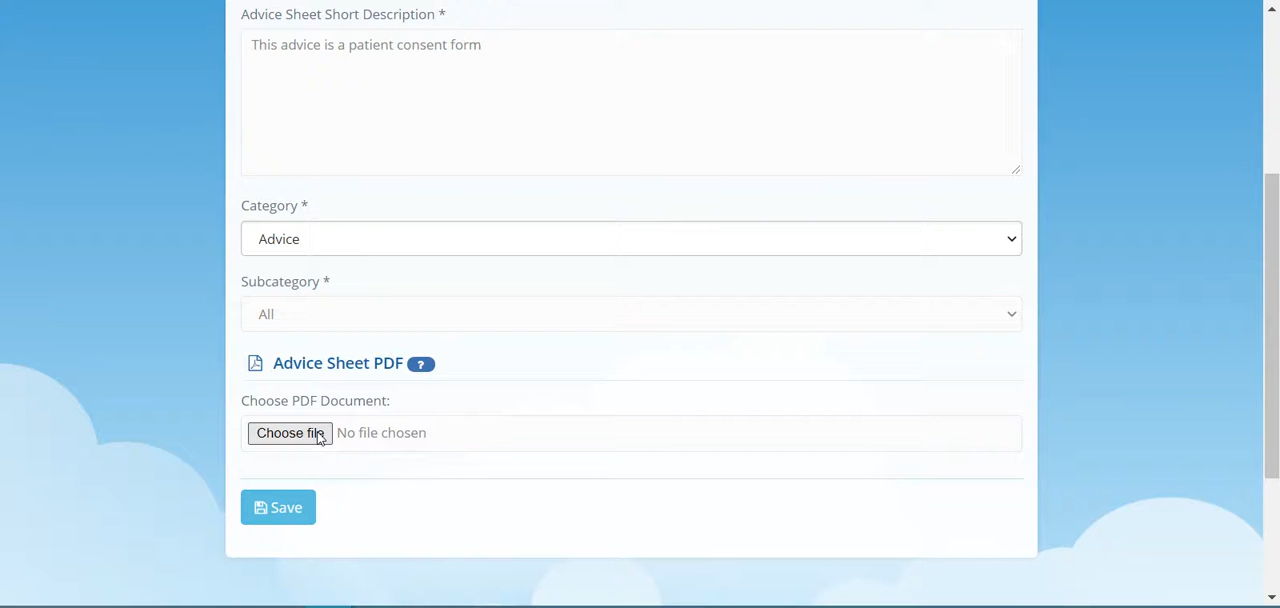 Advice Sheet Short Description *
This advice is a patient consent form
Category *
Advice
Subcategory *
All
Advice Sheet PDF ?
Choose PDF Document:
Choose file No file chosen
Save